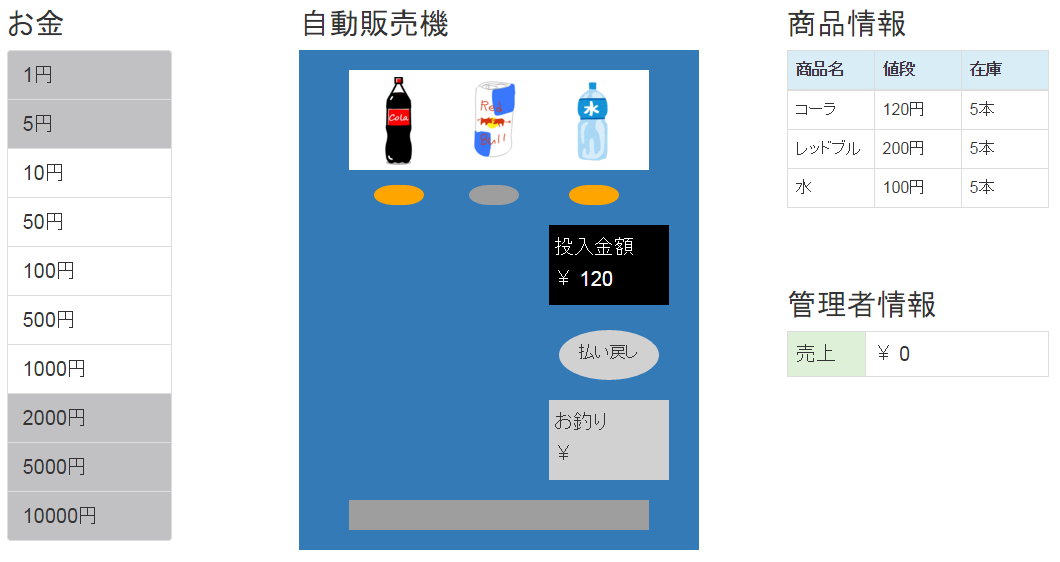 お金
1円
5円
10円
50円
100円
500円
1000円
2000円
5000円
10000円
自動販売機
Cola
Red
Bull
水
投入金額
￥ 120
払い戻し
お釣り
￥
商品情報
商品名 値段 在庫
コーラ 120円 5本
レッドブル 200円 5本
水 100円 5本
管理者情報
売上 ￥ 0